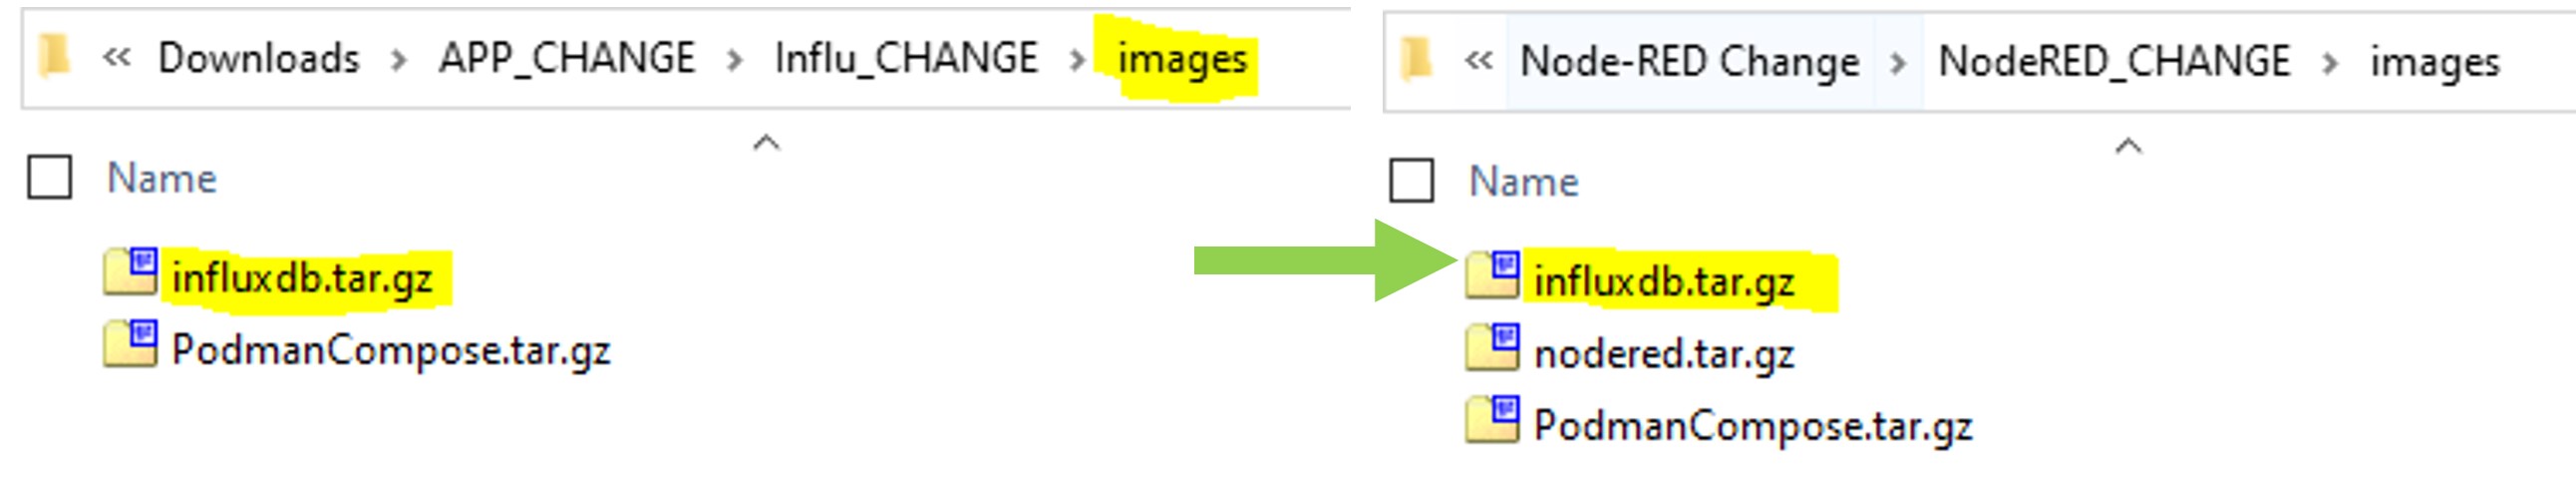 « Downloads > APP_CHANGE > Influ_CHANGE > images
Name
influxdb.tar.gz
PodmanCompose.tar.gz
« Node-RED Change > NodeRED_CHANGE > images
Name
influxdb.tar.gz
nodered.tar.gz
PodmanCompose.tar.gz